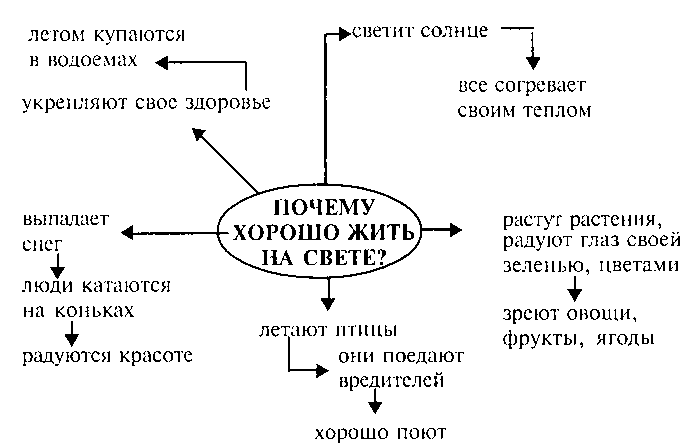 летом купаются
в водоемах
укрепляют свое здоровье
светит солнце
все согревает
своим теплом
ПОЧЕМУ
ХОРОШО ЖИТЬ
НА СВЕТЕ?
выпадает
снег
люди катаются
на коньках
радуются красоте
растут растения,
радуют глаз своей
зеленью, цветами
зреют овощи,
фрукты, ягоды
летают птицы
они поедают
вредителей
хорошо поют